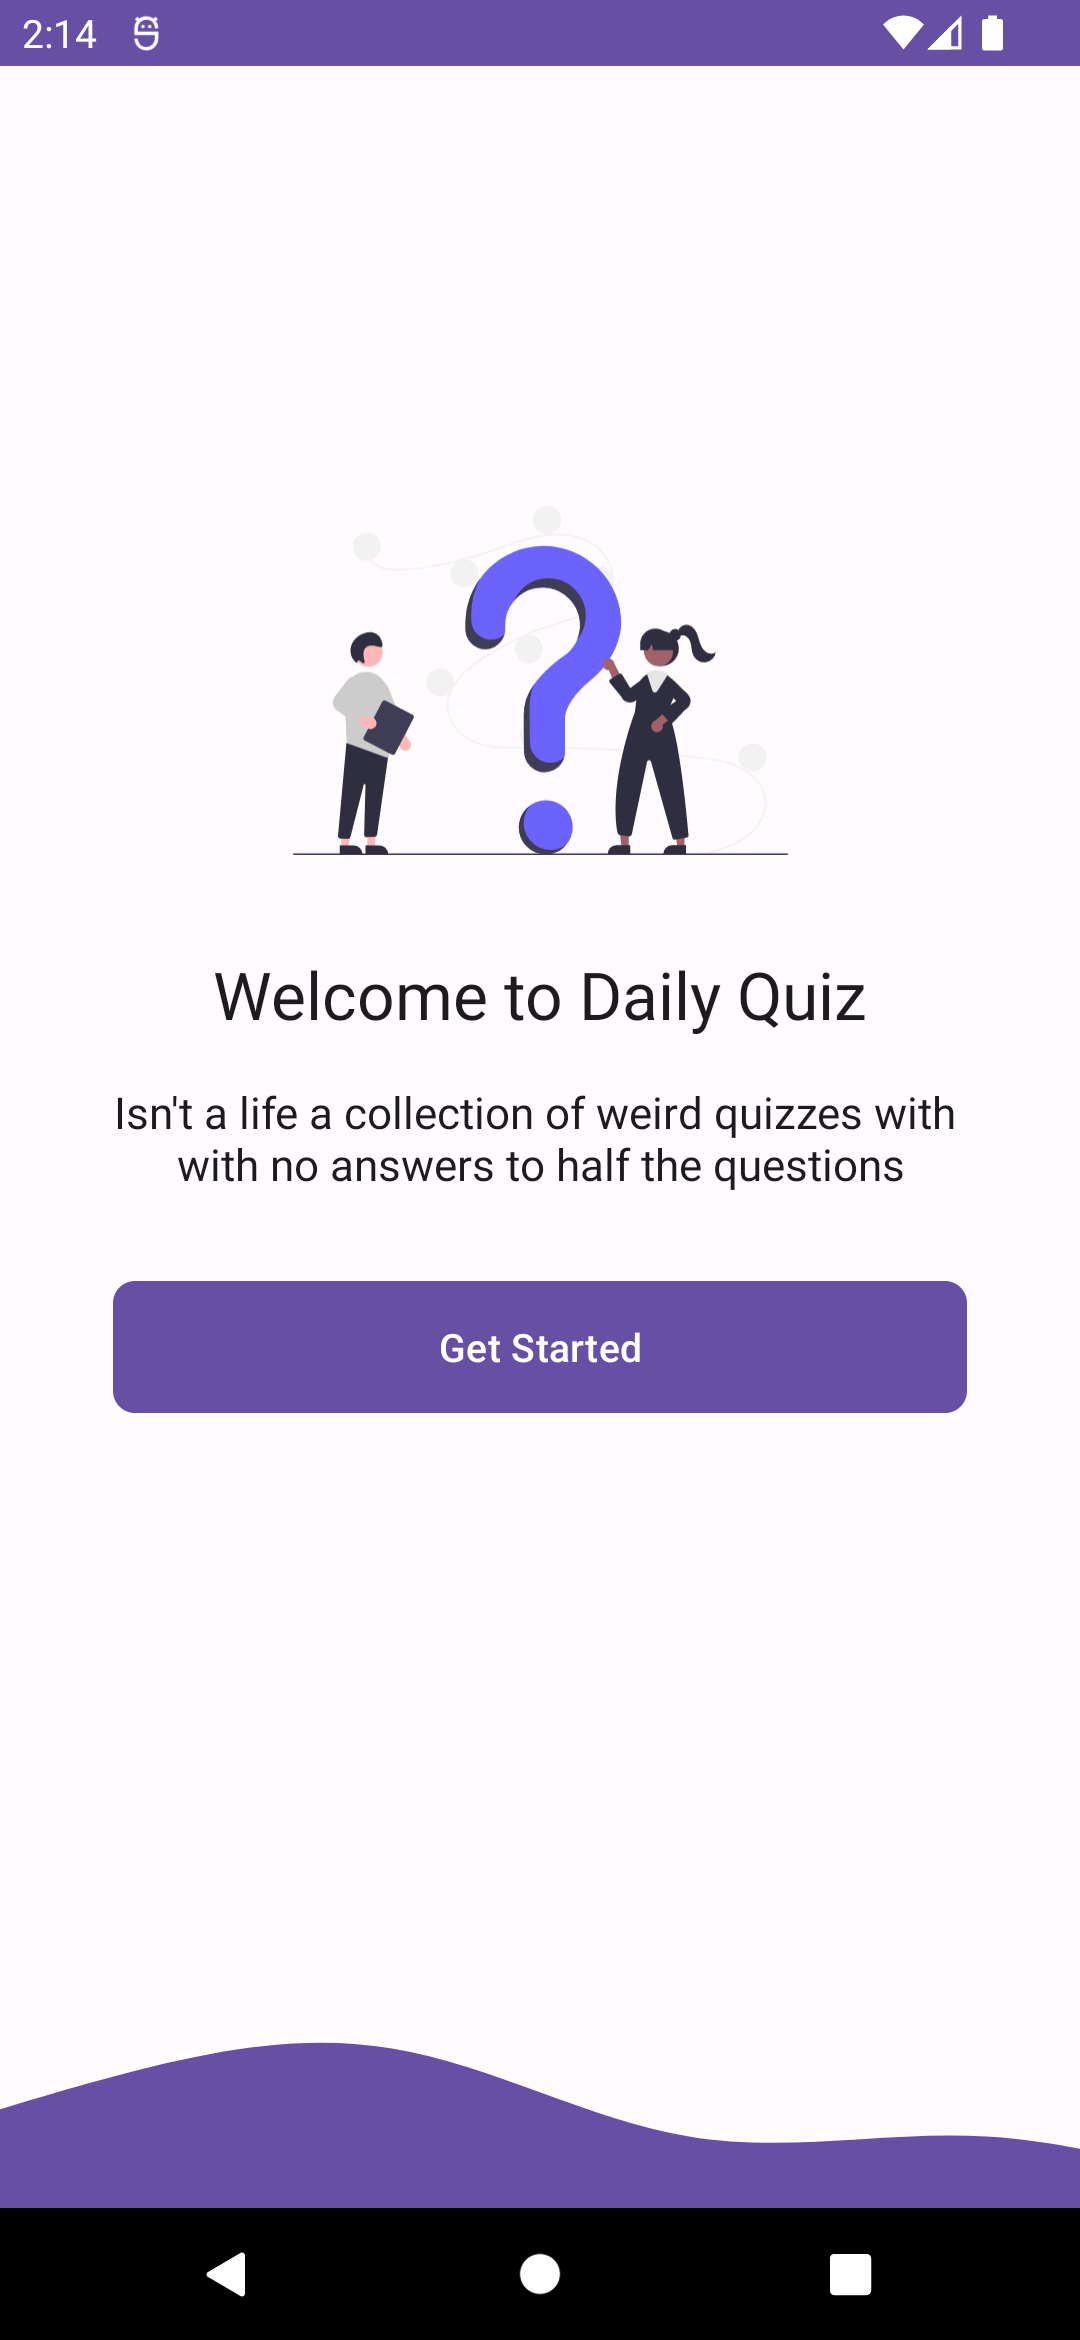 2:14
Welcome to Daily Quiz
Isn't a life a collection of weird quizzes with
with no answers to half the questions
Get Started